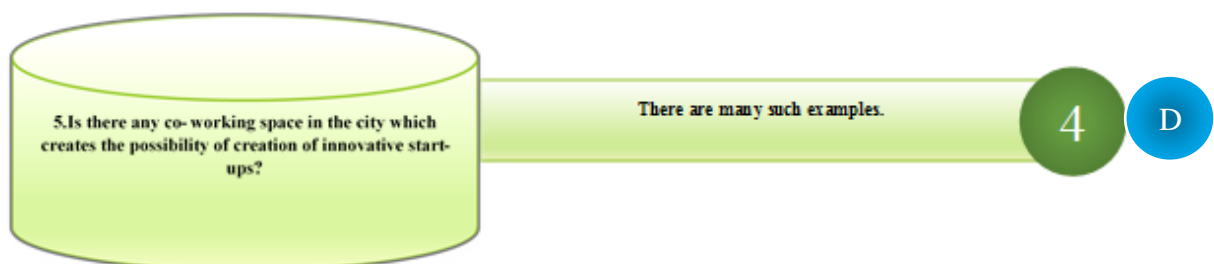 5.Is there any co- working space in the city which
creates the possibility of creation of innovative start-
ups?
There are many such examples.
4
D